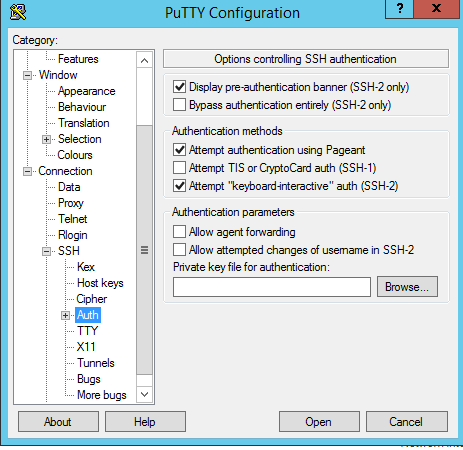 PuTTY Configuration
? X
Category:
Features
Window
Appearance
Behaviour
Translation
Selection
Colours
Connection
Data
Proxy
Telnet
Rlogin
SSH
Kex
Host keys
Cipher
Auth
TTY
X11
Tunnels
Bugs
More bugs
Options controlling SSH authentication
Display pre-authentication banner (SSH-2 only)
Bypass authentication entirely (SSH-2 only)
Authentication methods
Attempt authentication using Pageant
Attempt TIS or CryptoCard auth (SSH-1)
Attempt "keyboard-interactive" auth (SSH-2)
Authentication parameters
Allow agent forwarding
Allow attempted changes of username in SSH-2
Private key file for authentication:
Browse...
About
Help
Open
Cancel